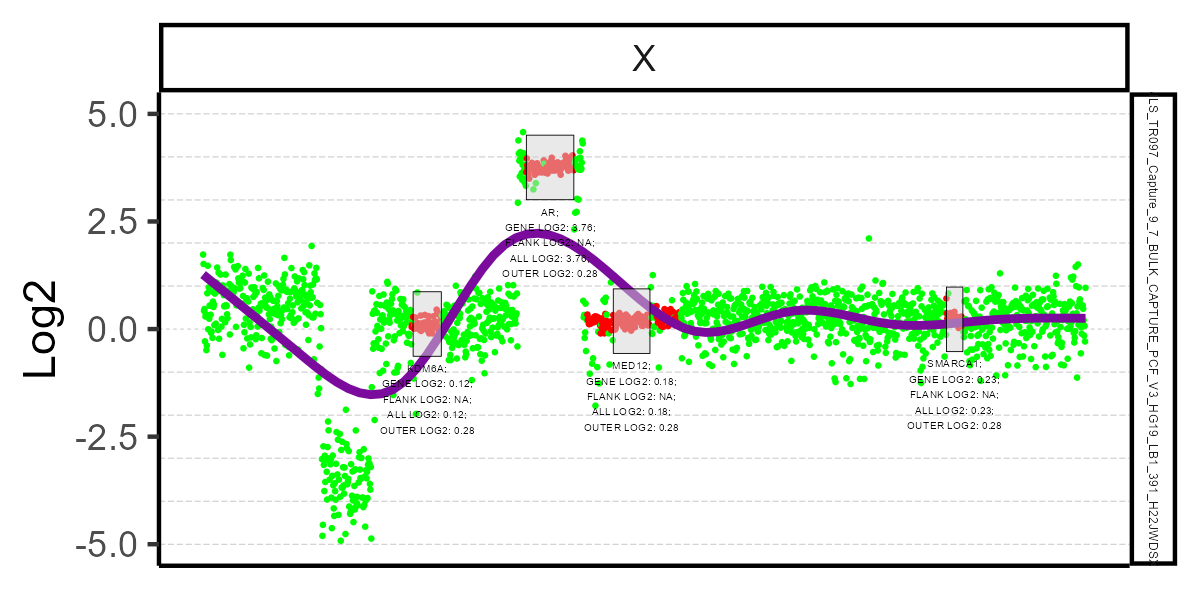 X
5.0
2.5
0.0
-2.5
-5.0
Log2
AR;
GENE LOG2: 3.76;
FLANK LOG2: NA;
ALL LOG2: 3.76;
OUTER LOG2: 0.28
KDM6A;
GENE LOG2: 0.12;
FLANK LOG2: NA;
ALL LOG2: 0.12;
OUTER LOG2: 0.28
MED12;
GENE LOG2: 0.18;
FLANK LOG2: NA;
ALL LOG2: 0.18;
OUTER LOG2: 0.28
SMARCA1;
GENE LOG2: 0.23;
FLANK LOG2: NA;
ALL LOG2: 0.23;
OUTER LOG2: 0.28
LS_TR097_Capture_9_7_BULK_CAPTURE_PCF_V3_HG19_LB1_391_H22JWDS